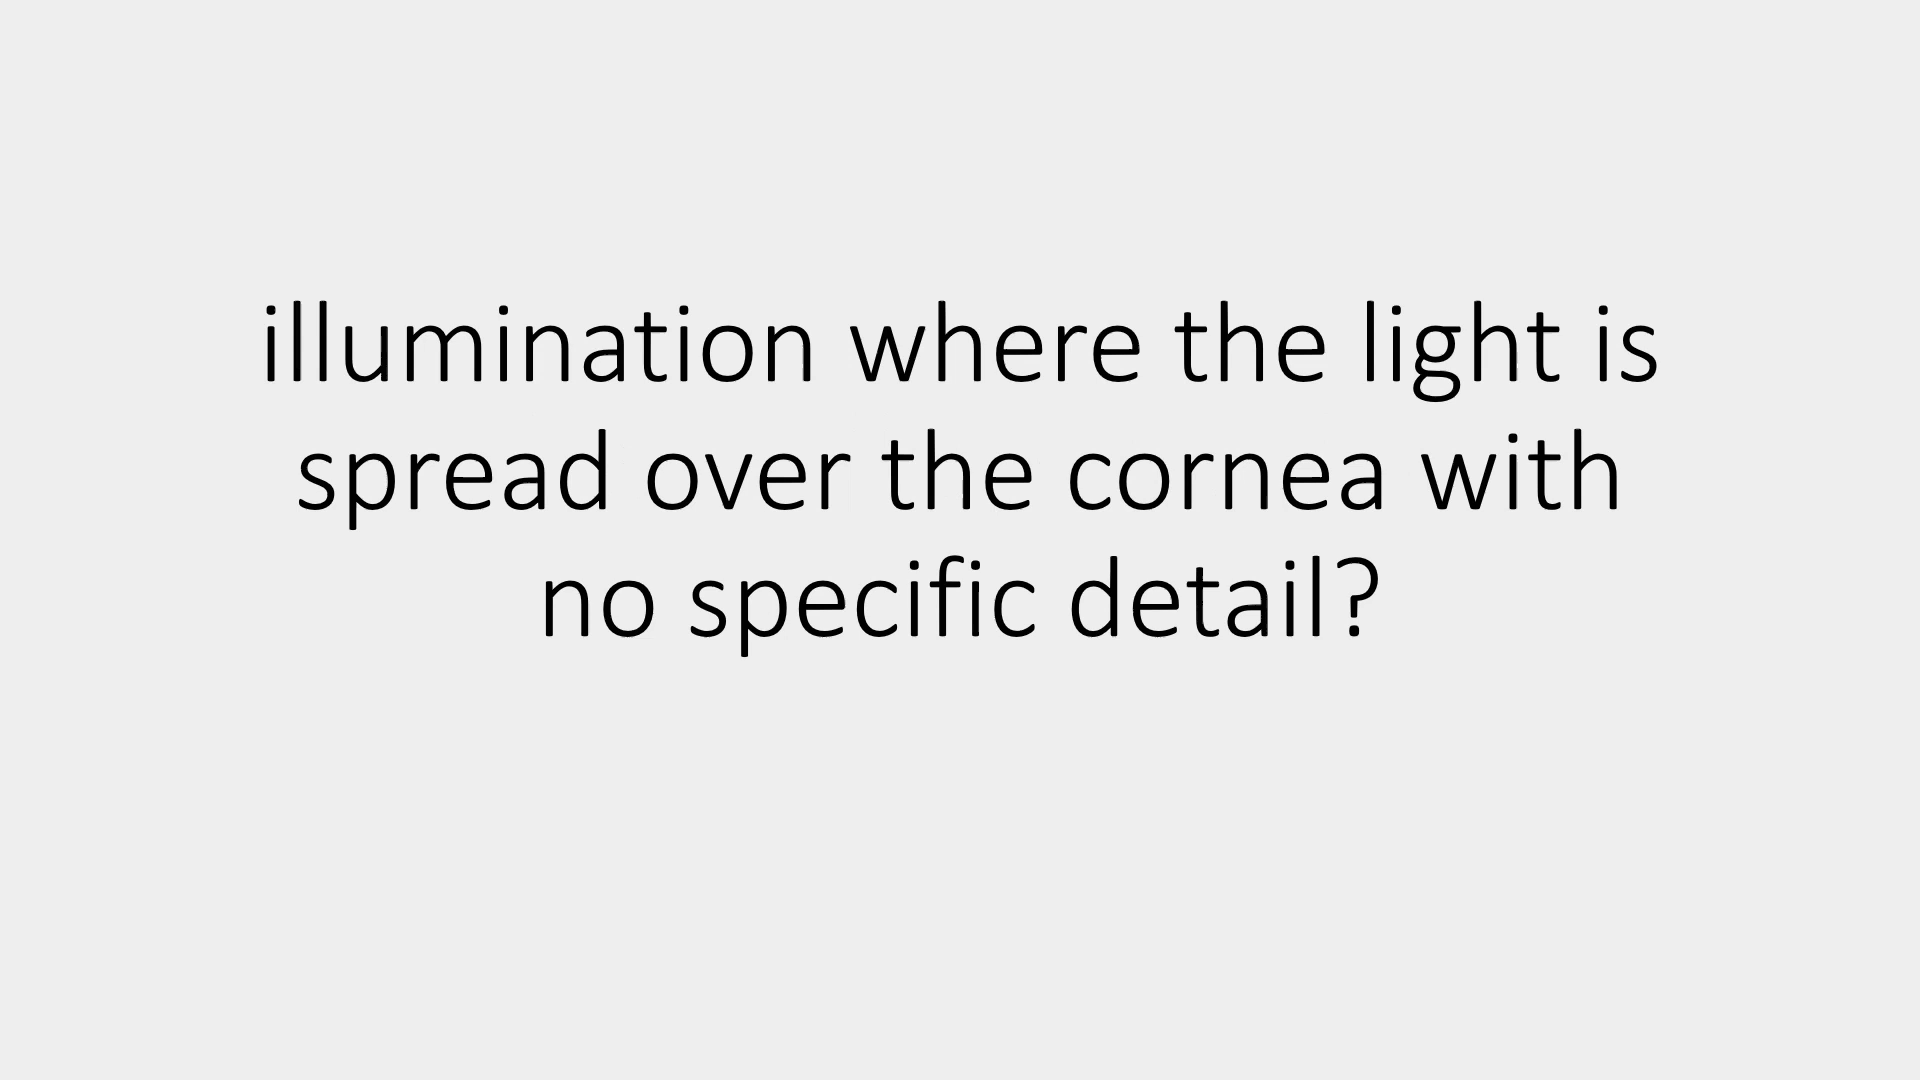 illumination where the light is
spread over the cornea with
no specific detail?